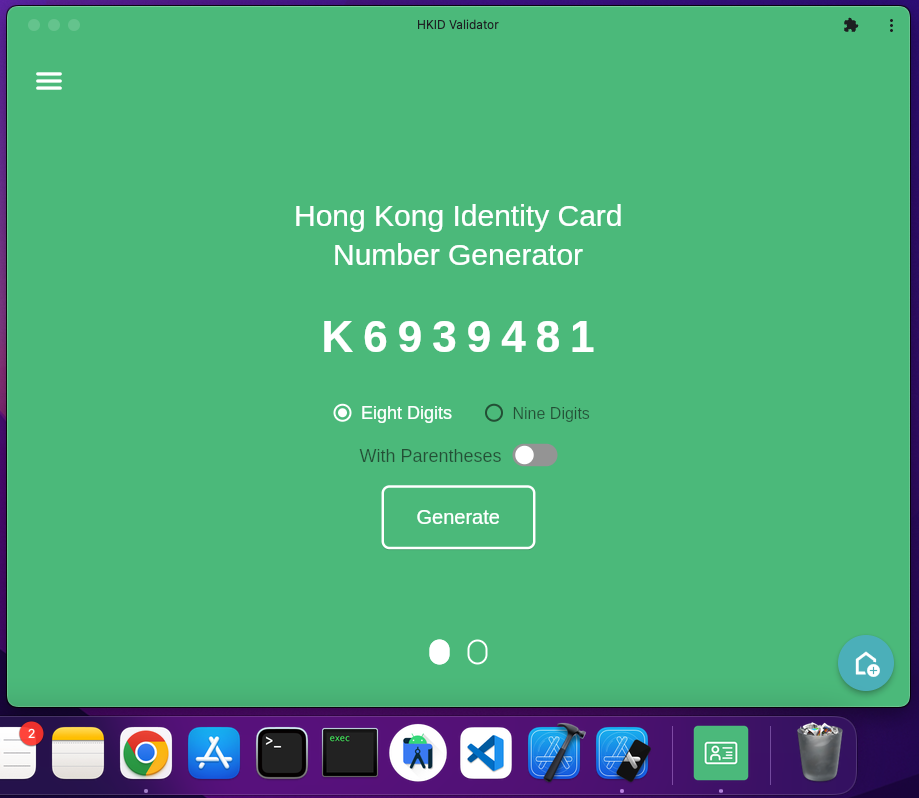 HKID Validator
Hong Kong Identity Card
Number Generator
K6939481
Eight Digits
Nine Digits
With Parentheses
Generate
2
>_
exec